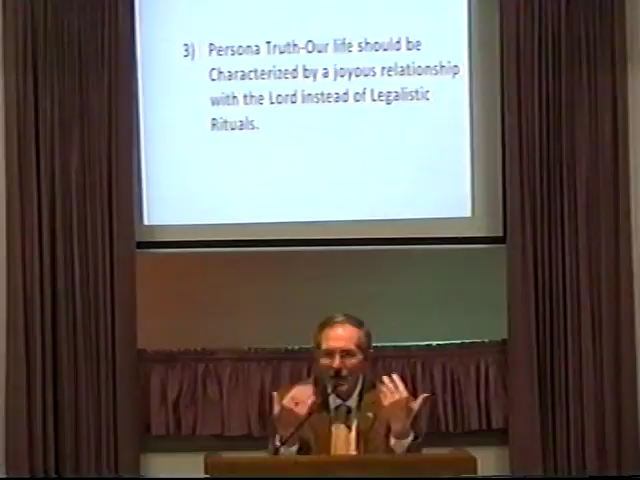 3) Persona Truth-Our life should be
Characterized by a joyous relationship
with the Lord instead of Legalistic
Rituals.